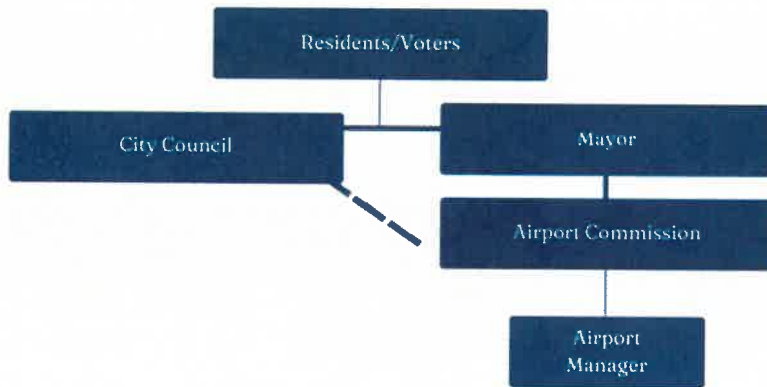 Residents/Voters
City Council
Mayor
Airport Commission
Airport
Manager